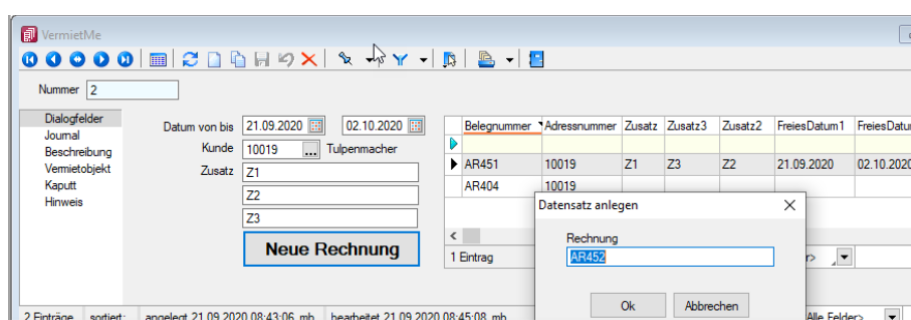 VermietMe
Nummer 2
Dialogfelder
Journal
Beschreibung
Vermietobjekt
Kaputt
Hinweis
Datum von bis 21.09.2020 02.10.2020
Kunde 10019 ... Tulpenmacher
Zusatz Z1
Z2
Z3
Neue Rechnung
Belegnummer Adressnummer Zusatz Zusatz3 Zusatz2 FreiesDatum1 FreiesDatu
AR451 10019 Z1 Z3 Z2 21.09.2020 02.10.2020
AR404 10019
1 Eintrag
Datensatz anlegen
Rechnung
AR452
Ok Abbrechen
2 Einträge sortiert: angelegt 21.09.2020 08:43:06, mb bearbeitet 21.09.2020 08:45:08, mb Alle Felder>